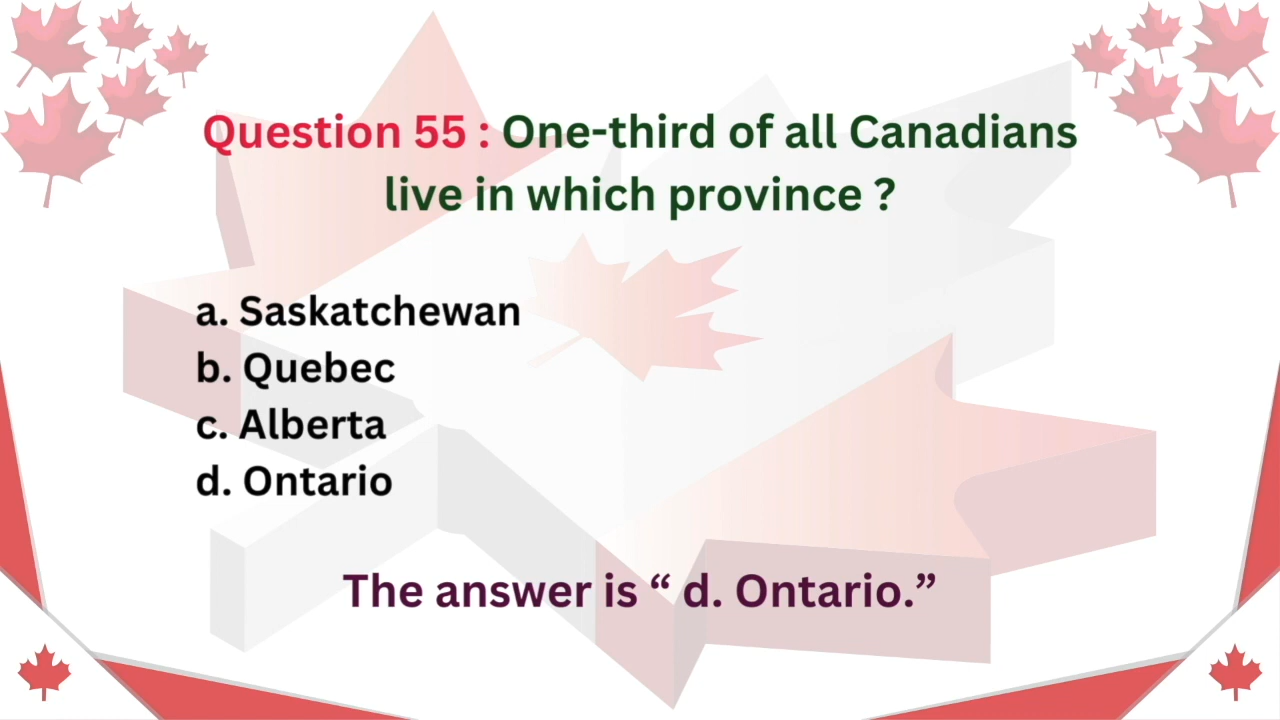 Question 55 : One-third of all Canadians
live in which province ?
a. Saskatchewan
b. Quebec
c. Alberta
d. Ontario
The answer is “ d. Ontario.”